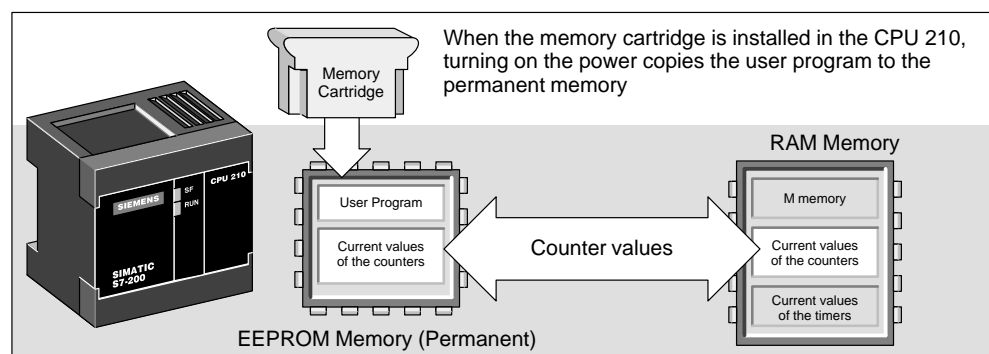 When the memory cartridge is installed in the CPU 210,
turning on the power copies the user program to the
permanent memory
Memory
Cartridge
RAM Memory
SIEMENS
SF
RUN
CPU 210
SIMATIC
S7-200
User Program
Current values
of the counters
Counter values
M memory
Current values
of the counters
Current values
of the timers
EEPROM Memory (Permanent)